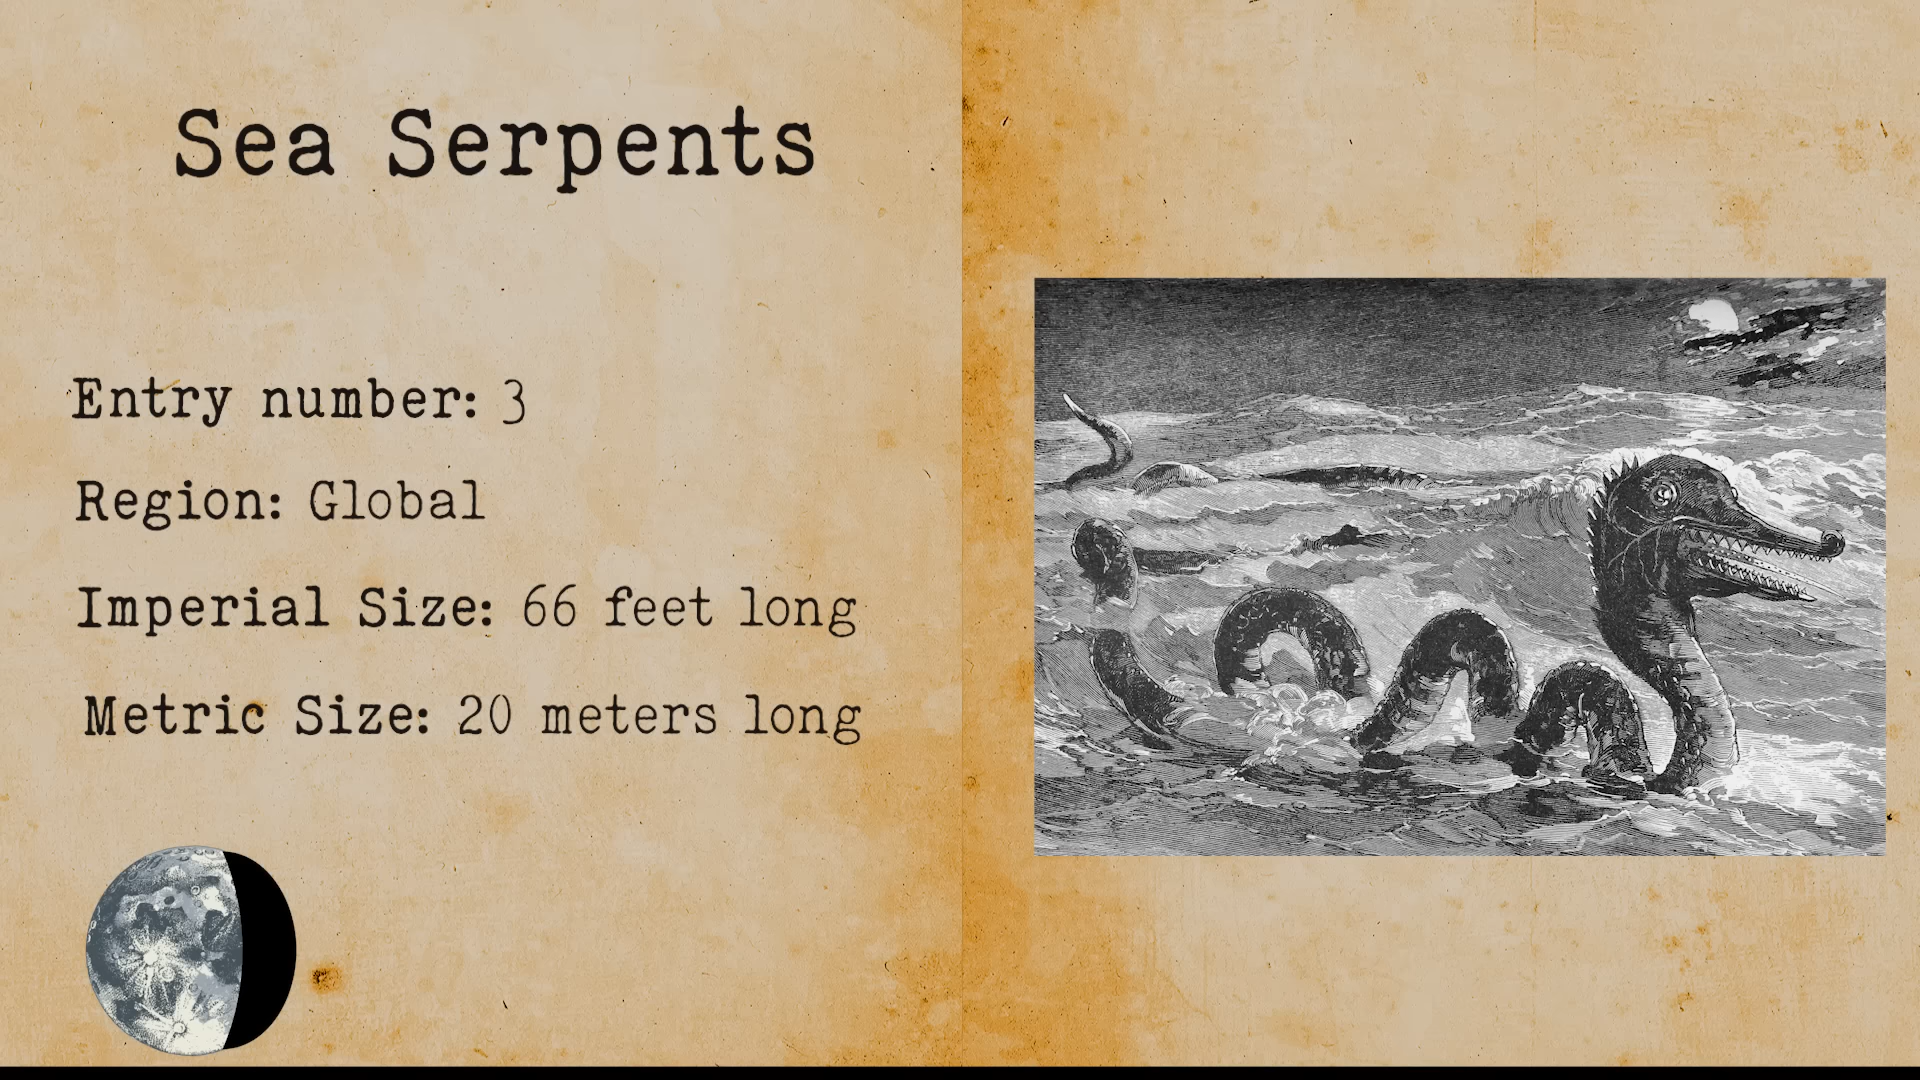 Sea Serpents
Entry number: 3
Region: Global
Imperial Size: 66 feet long
Metric Size: 20 meters long